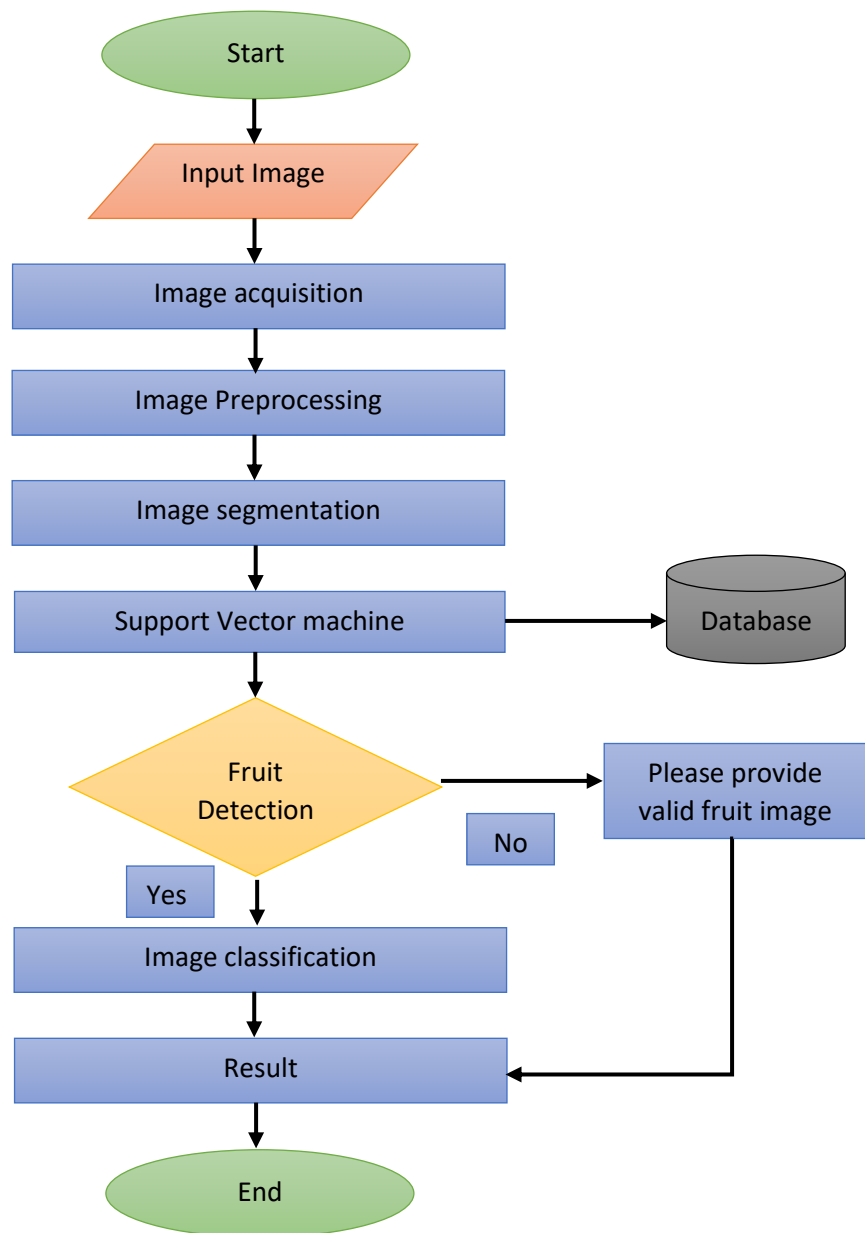 Start
Input Image
Image acquisition
Image Preprocessing
Image segmentation
Support Vector machine
Database
Fruit
Detection
Please provide
valid fruit image
No
Yes
Image classification
Result
End